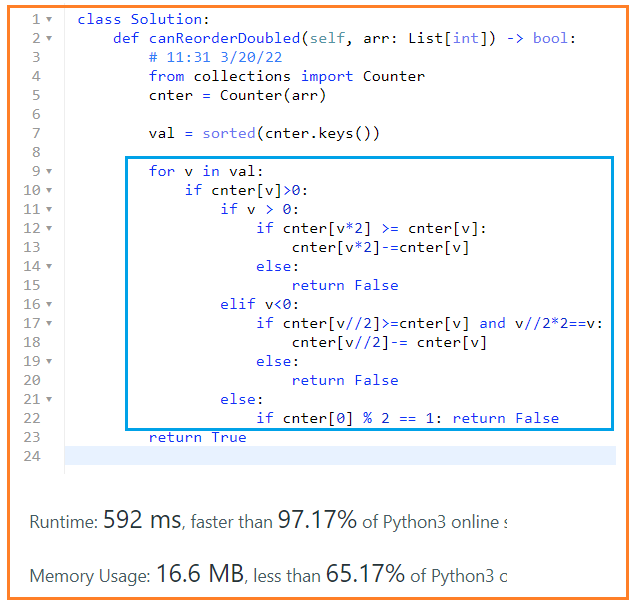 1 class Solution:
2     def canReorderDoubled(self, arr: List[int]) -> bool:
3         # 11:31 3/20/22
4         from collections import Counter
5         cnter = Counter(arr)
6
7         val = sorted(cnter.keys())
8
9         for v in val:
10             if cnter[v]>0:
11                 if v > 0:
12                     if cnter[v*2] >= cnter[v]:
13                         cnter[v*2]-=cnter[v]
14                     else:
15                         return False
16                 elif v<0:
17                     if cnter[v//2]>=cnter[v] and v//2*2==v:
18                         cnter[v//2]-= cnter[v]
19                     else:
20                         return False
21                 else:
22                     if cnter[0] % 2 == 1: return False
23         return True
24
Runtime: 592 ms, faster than 97.17% of Python3 online
Memory Usage: 16.6 MB, less than 65.17% of Python3